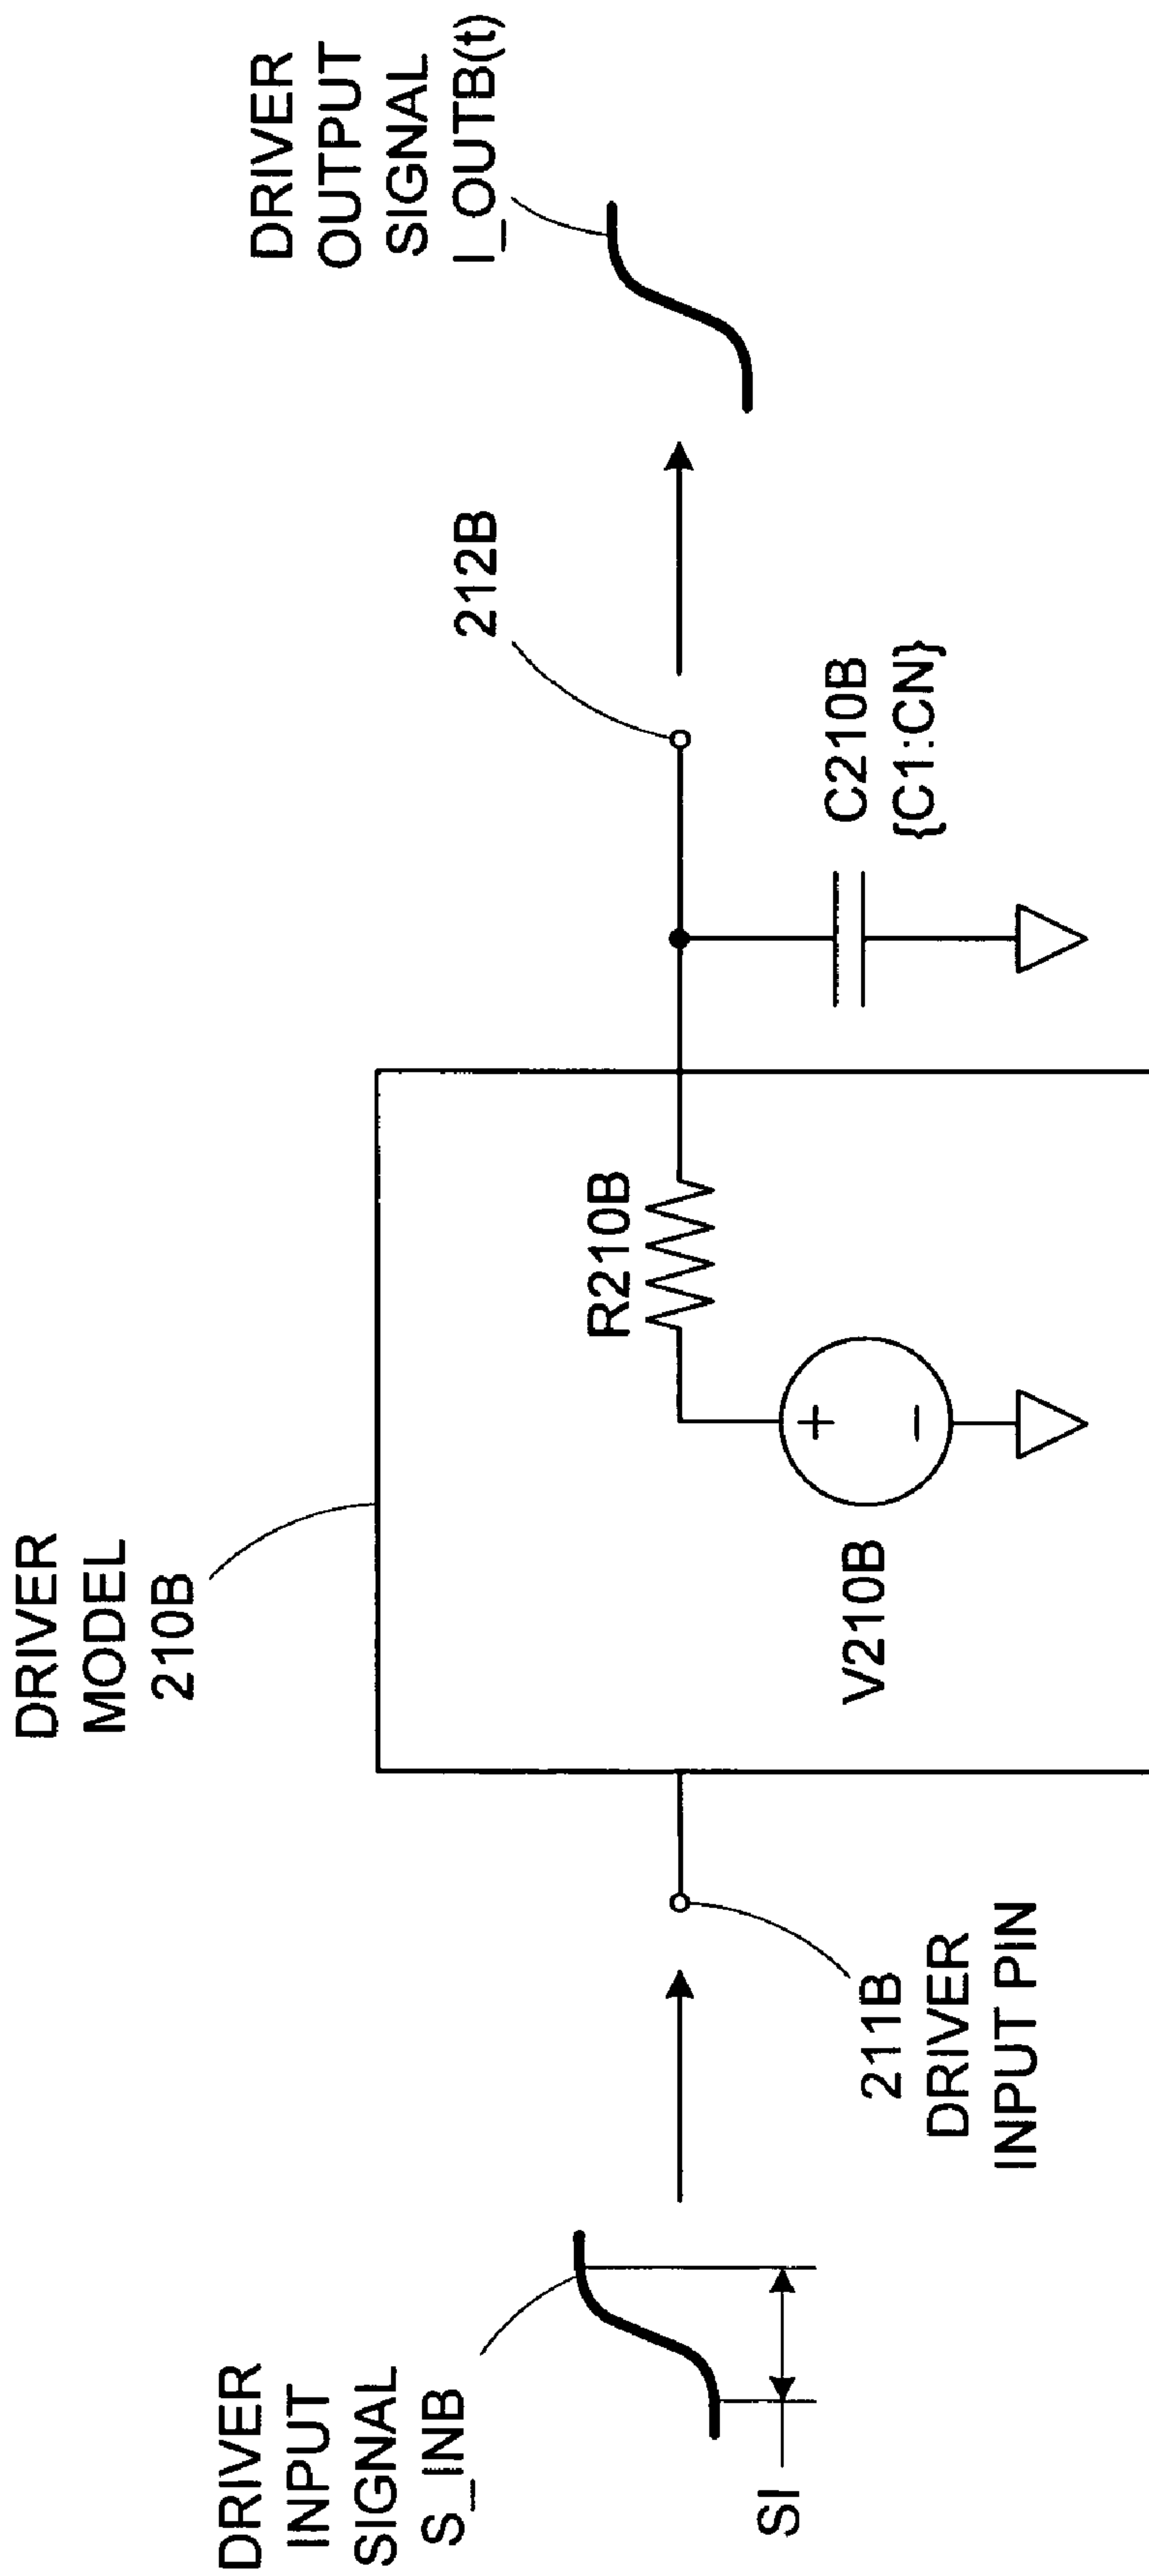 DRIVER
INPUT
SIGNAL
S_INB
SI
211B
DRIVER
INPUT PIN
DRIVER
MODEL
210B
V210B
+
−
R210B
C210B
{C1:CN}
212B
DRIVER
OUTPUT
SIGNAL
I_OUTB(t)